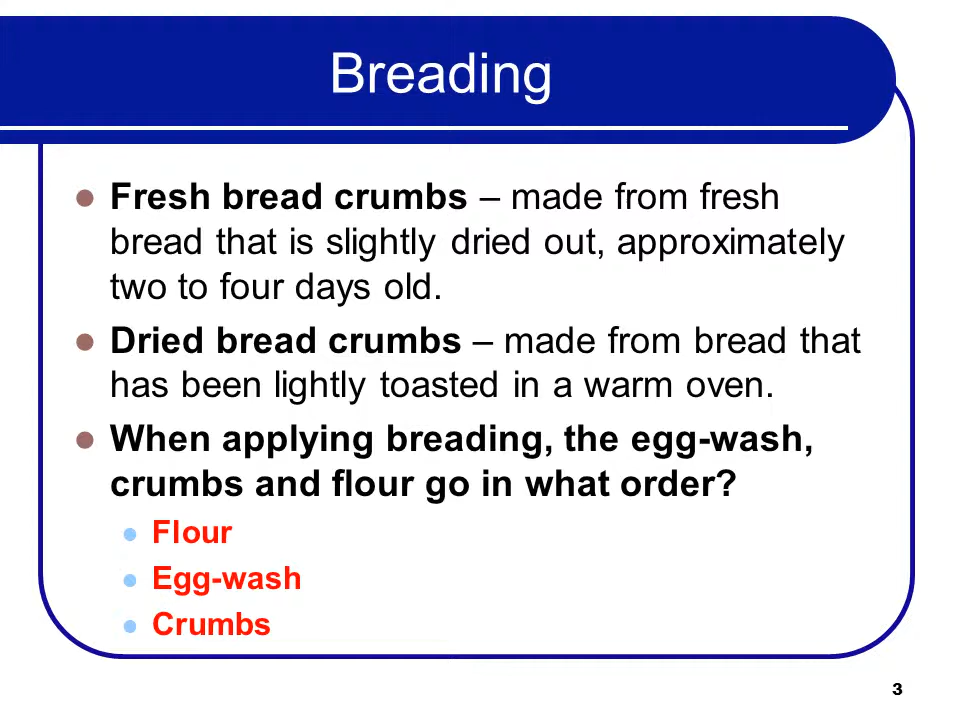 Breading
Fresh bread crumbs – made from fresh
bread that is slightly dried out, approximately
two to four days old.
Dried bread crumbs – made from bread that
has been lightly toasted in a warm oven.
When applying breading, the egg-wash,
crumbs and flour go in what order?
Flour
Egg-wash
Crumbs
3